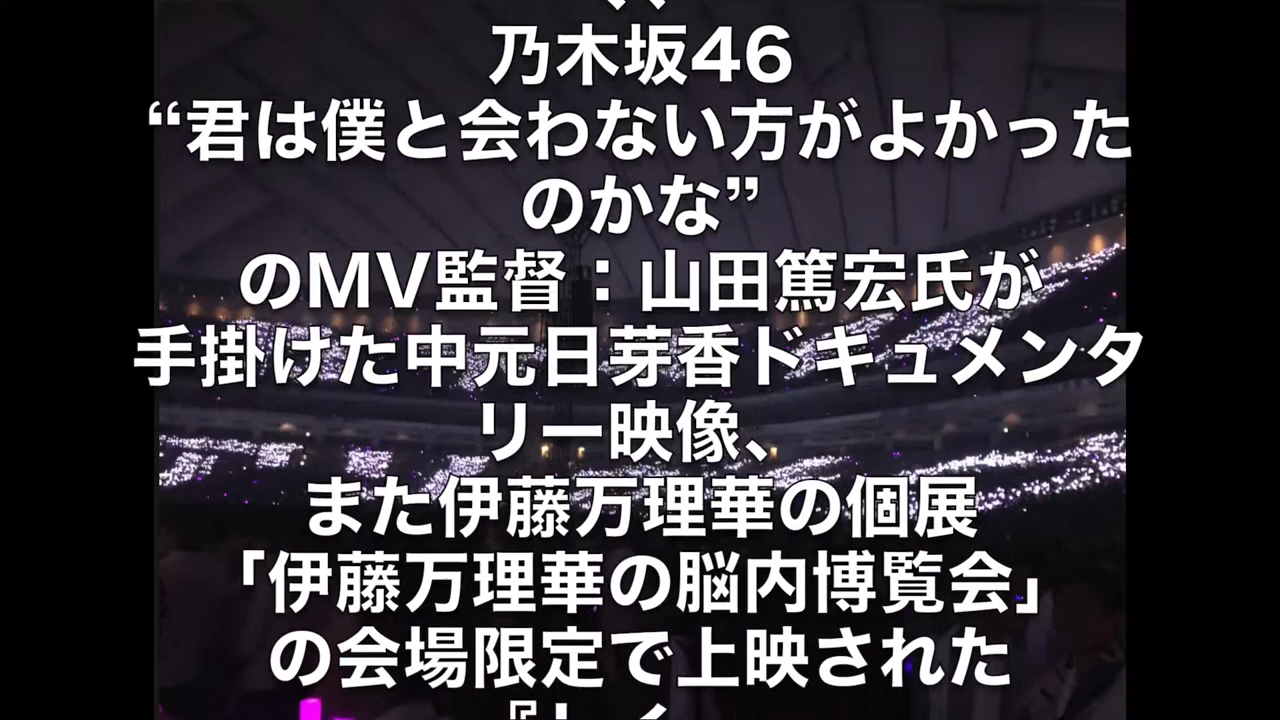 乃木坂46
“君は僕と会わない方がよかった
のかな”
のMV監督：山田篤宏氏が
手掛けた中元日芽香ドキュメンタ
リー映像、
また伊藤万理華の個展
「伊藤万理華の脳内博覧会」
の会場限定で上映された